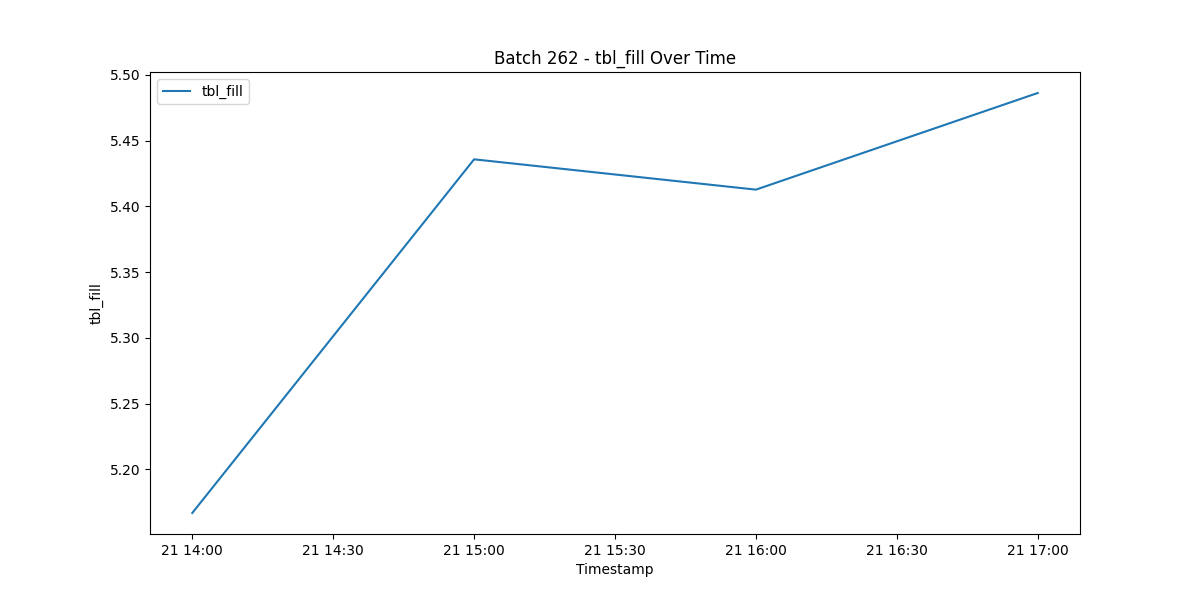 Batch 262 - tbl_fill Over Time
tbl_fill
5.50
5.45
5.40
5.35
5.30
5.25
5.20
tbl_fill
21 14:00 21 14:30 21 15:00 21 15:30 21 16:00 21 16:30 21 17:00
Timestamp